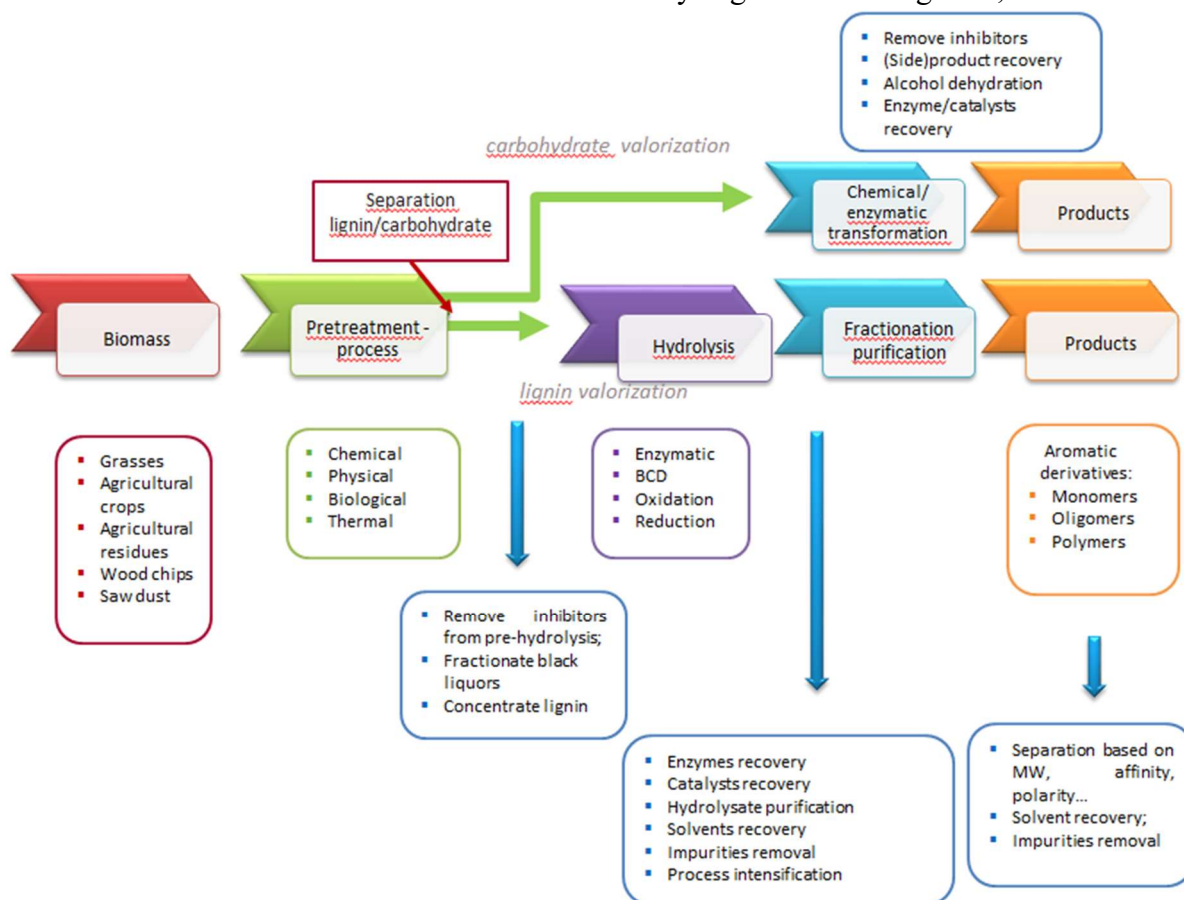 Remove inhibitors
(Side)product recovery
Alcohol dehydration
Enzyme/catalysts
recovery
carbohydrate valorization
Separation
lignin/carbohydrate
Chemical/
enzymatic
transformation
Products
Biomass
Pretreatment -
process
Hydrolysis
Fractionation
purification
Products
lignin valorization
Grasses
Agricultural
crops
Agricultural
residues
Wood chips
Saw dust
Chemical
Physical
Biological
Thermal
Enzymatic
BCD
Oxidation
Reduction
Aromatic
derivatives:
Monomers
Oligomers
Polymers
Remove inhibitors
from pre-hydrolysis;
Fractionate black
liquors
Concentrate lignin
Enzymes recovery
Catalysts recovery
Hydrolysate purification
Solvents recovery
Impurities removal
Process intensification
Separation based on
MW, affinity,
polarity...
Solvent recovery;
Impurities removal